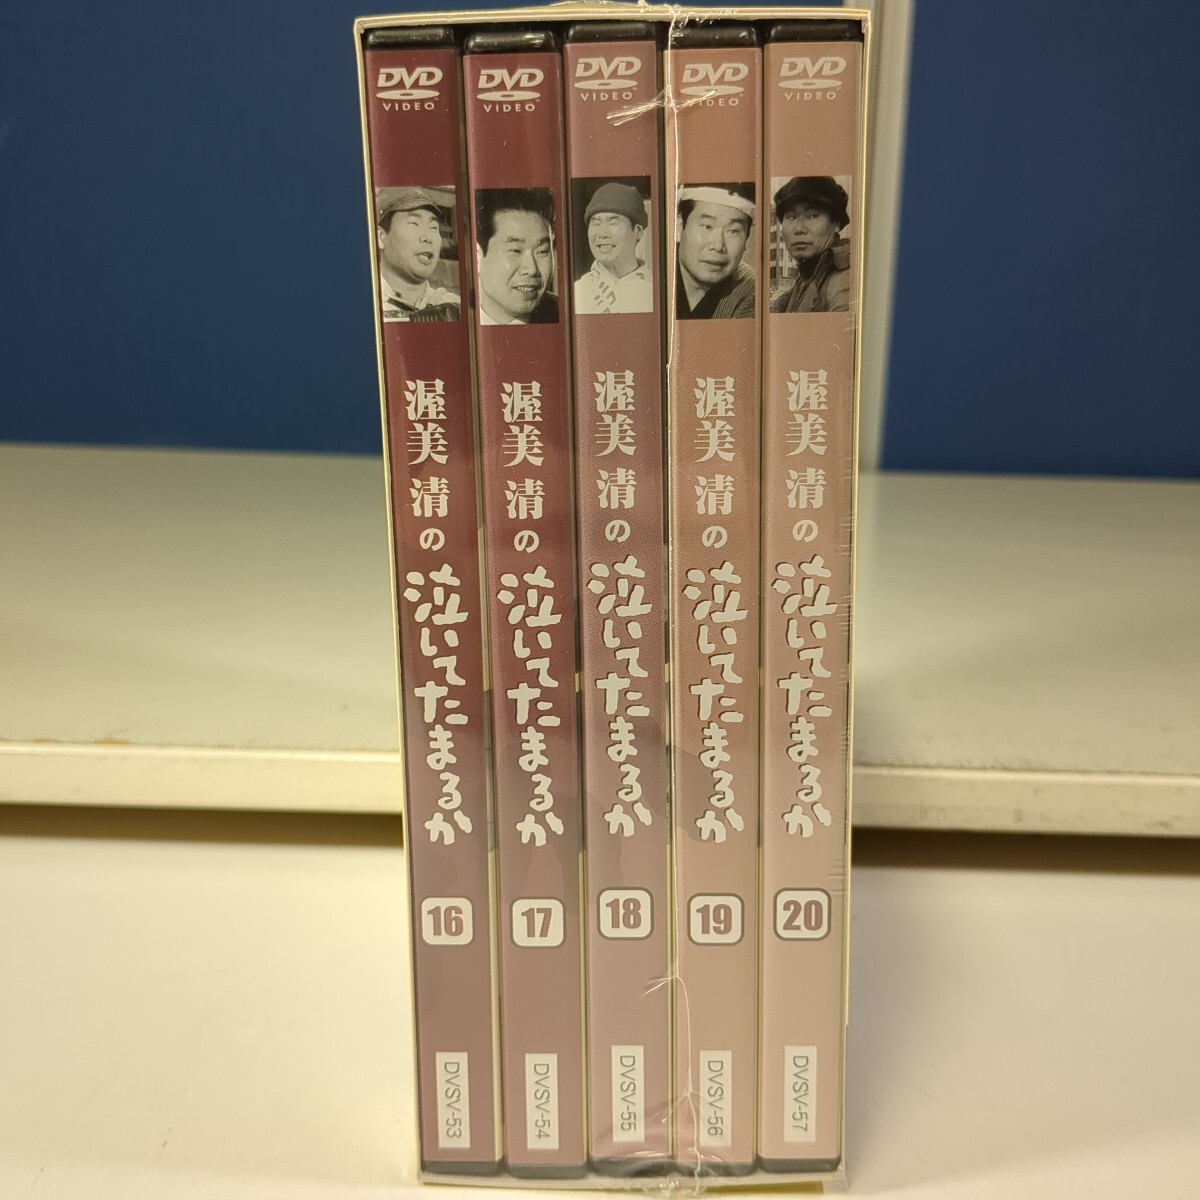 DVD
VIDEO
渥美清の
泣いてたまるか
16
DVSV-53
DVD
VIDEO
渥美清の
泣いてたまるか
17
DVSV-54
DVD
VIDEO
渥美清の
泣いてたまるか
18
DVSV-55
DVD
VIDEO
渥美清の
泣いてたまるか
19
DVSV-56
DVD
VIDEO
渥美清の
泣いてたまるか
20
DVSV-57